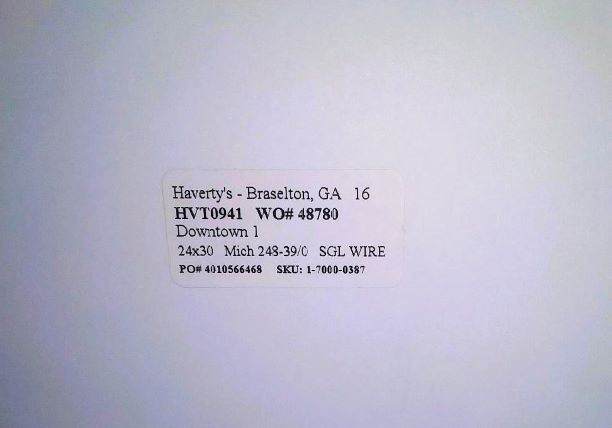 Haverty's - Braselton, GA 16
HVT0941 WO# 48780
Downtown 1
24x30 Mich 248-39/0 SGL WIRE
PO# 4010566468 SKU: 1-7000-0387